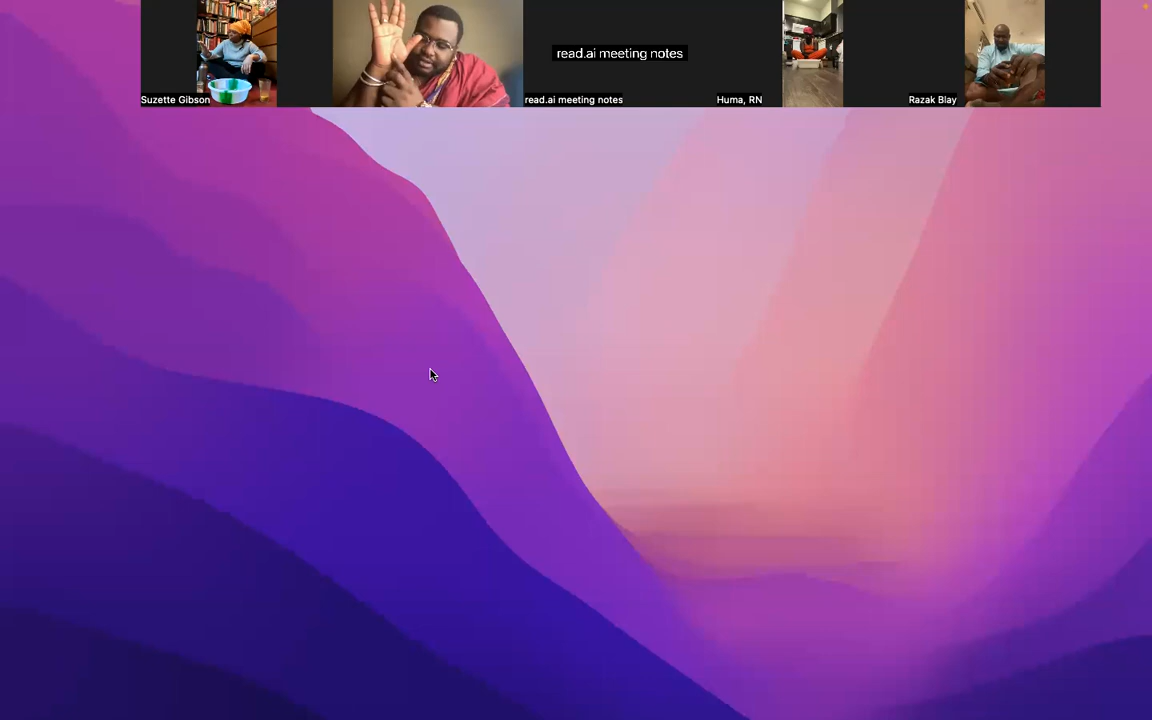 read.ai meeting notes
Suzette Gibson
read.ai meeting notes
Huma, RN
Razak Blay